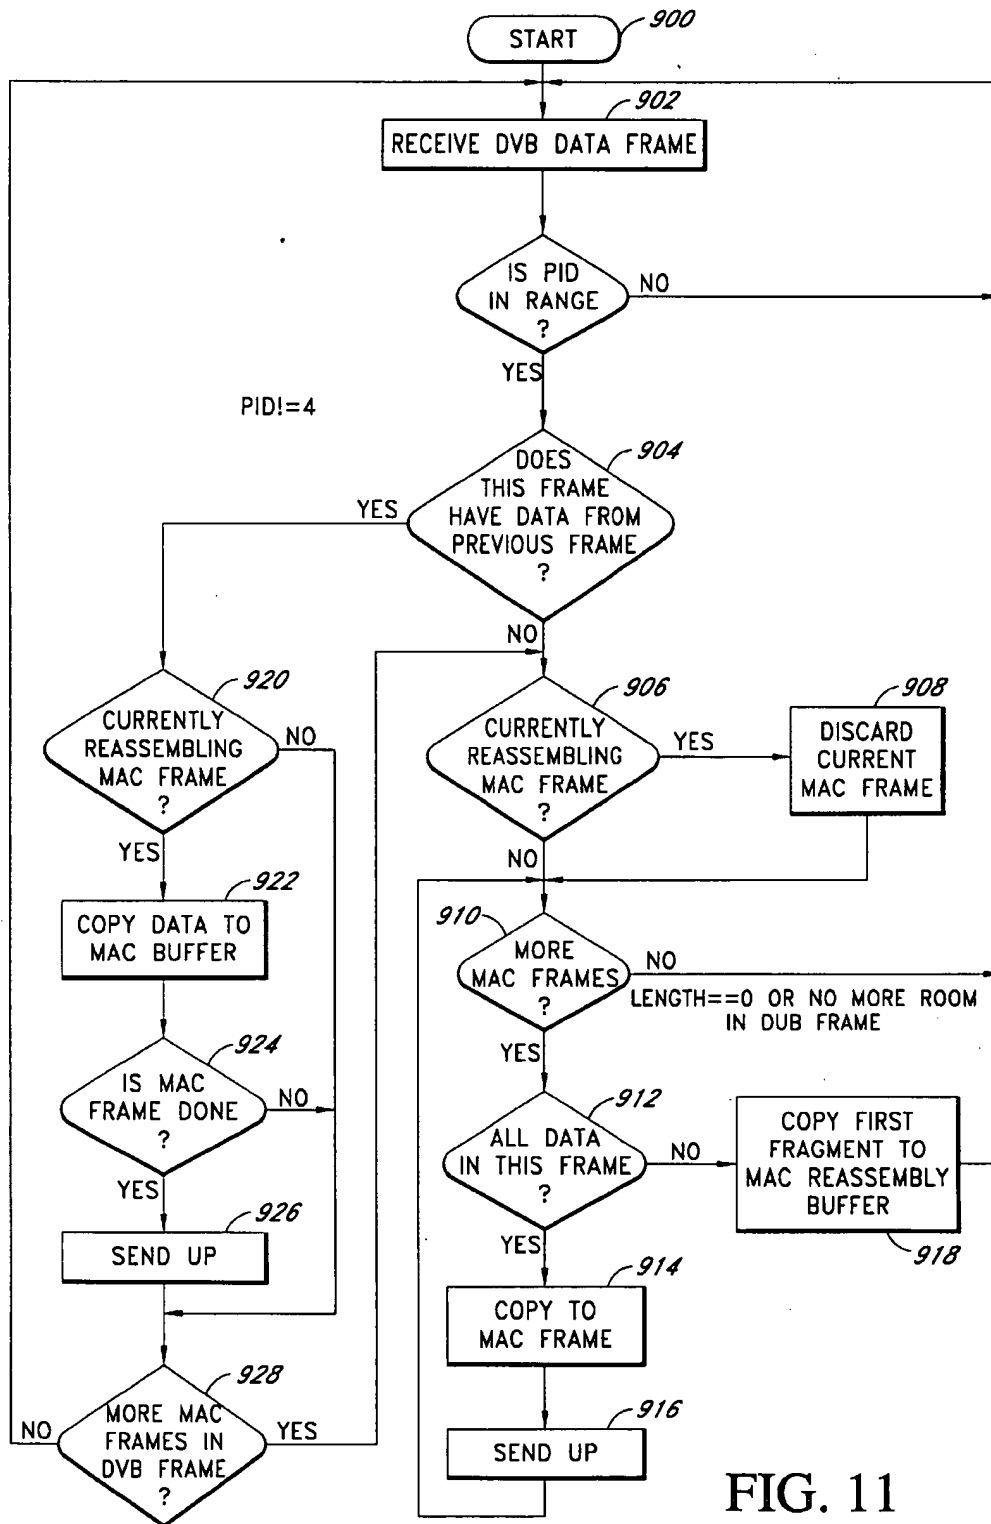 START
900
902
RECEIVE DVB DATA FRAME
IS PID
IN RANGE
?
NO
YES
PID!=4
904
DOES
THIS FRAME
HAVE DATA FROM
PREVIOUS FRAME
?
YES
NO
920
CURRENTLY
REASSEMBLING
MAC FRAME
?
NO
YES
906
CURRENTLY
REASSEMBLING
MAC FRAME
?
YES
NO
908
DISCARD
CURRENT
MAC FRAME
922
COPY DATA TO
MAC BUFFER
910
MORE
MAC FRAMES
?
NO
LENGTH==0 OR NO MORE ROOM
IN DUB FRAME
YES
924
IS MAC
FRAME DONE
?
NO
YES
912
ALL DATA
IN THIS FRAME
?
NO
YES
COPY FIRST
FRAGMENT TO
MAC REASSEMBLY
BUFFER
918
926
SEND UP
914
COPY TO
MAC FRAME
928
MORE MAC
FRAMES IN
DVB FRAME
?
NO
YES
916
SEND UP
FIG. 11